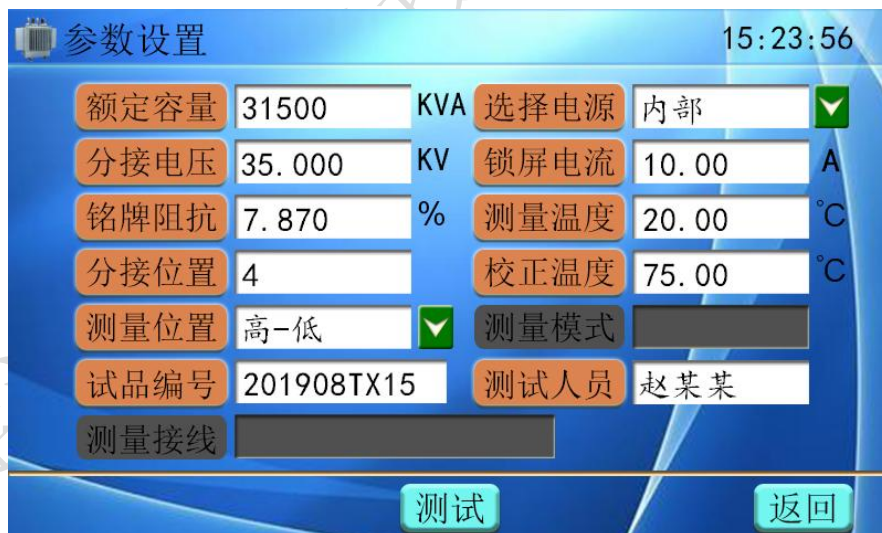 参数设置 15:23:56
额定容量 31500 KVA 选择电源 内部
分接电压 35.000 KV 锁屏电流 10.00 A
铭牌阻抗 7.870 % 测量温度 20.00 ℃
分接位置 4 校正温度 75.00 ℃
测量位置 高-低 测量模式
试品编号 201908TX15 测试人员 赵某某
测量接线
测试 返回